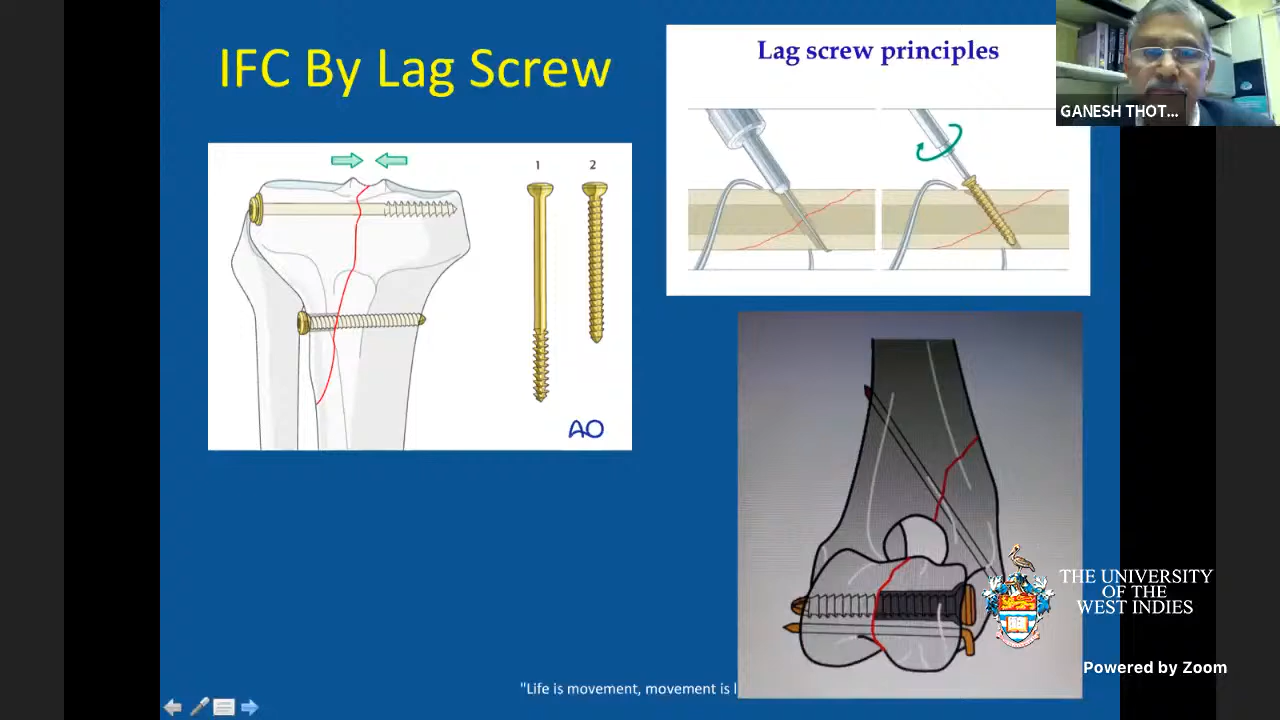 IFC By Lag Screw
Lag screw principles
GANESH THOT...
1
2
AO
THE UNIVERSITY
OF THE
WEST INDIES
Powered by Zoom
"Life is movement, movement is